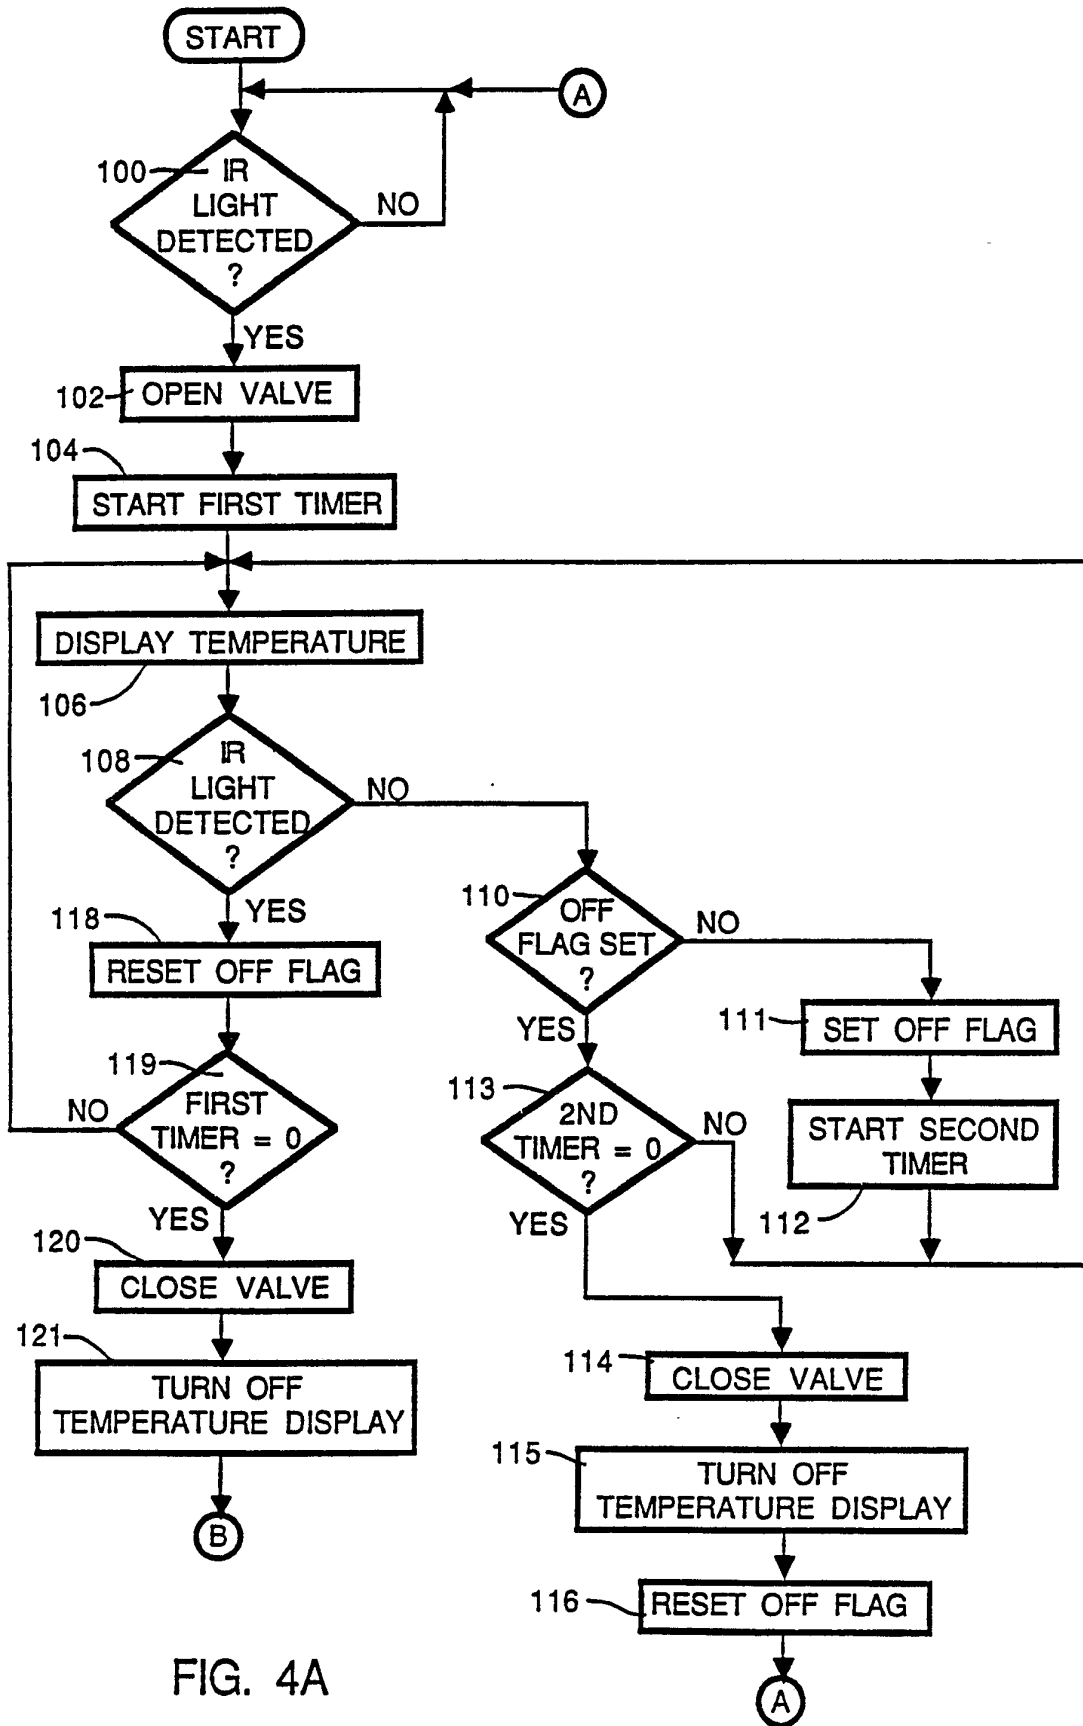 START
A
100
IR
LIGHT
DETECTED
?
NO
YES
102
OPEN VALVE
104
START FIRST TIMER
DISPLAY TEMPERATURE
106
108
IR
LIGHT
DETECTED
?
NO
YES
110
OFF
FLAG SET
?
NO
YES
118
RESET OFF FLAG
111
SET OFF FLAG
119
FIRST
TIMER = 0
?
NO
YES
113
2ND
TIMER = 0
?
NO
YES
START SECOND
TIMER
112
120
CLOSE VALVE
121
TURN OFF
TEMPERATURE DISPLAY
B
114
CLOSE VALVE
115
TURN OFF
TEMPERATURE DISPLAY
116
RESET OFF FLAG
A
FIG. 4A